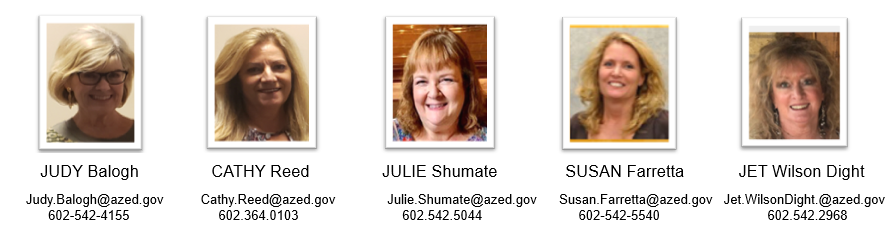 JUDY Balogh
Judy.Balogh@azed.gov
602-542-4155
CATHY Reed
Cathy.Reed@azed.gov
602.364.0103
JULIE Shumate
Julie.Shumate@azed.gov
602.542.5044
SUSAN Farretta
Susan.Farretta@azed.gov
602-542-5540
JET Wilson Dight
Jet.WilsonDight.@azed.gov
602.542.2968